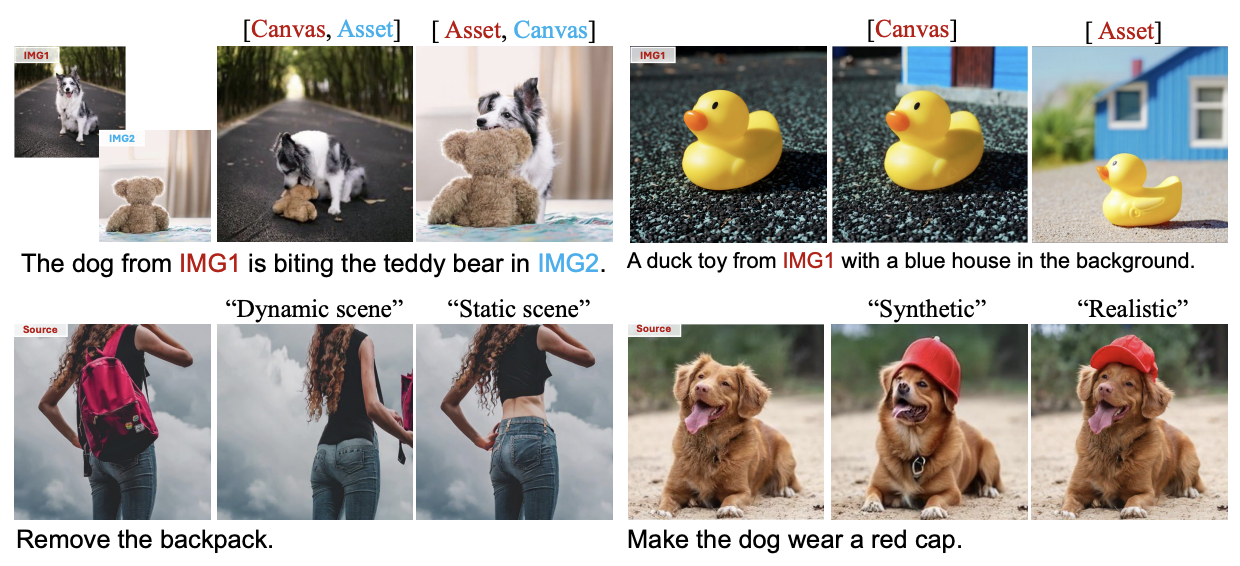 [Canvas, Asset] [ Asset, Canvas]
IMG1
IMG2
The dog from IMG1 is biting the teddy bear in IMG2.
[Canvas] [ Asset]
IMG1
A duck toy from IMG1 with a blue house in the background.
“Dynamic scene” “Static scene”
Source
Remove the backpack.
“Synthetic” “Realistic”
Source
Make the dog wear a red cap.